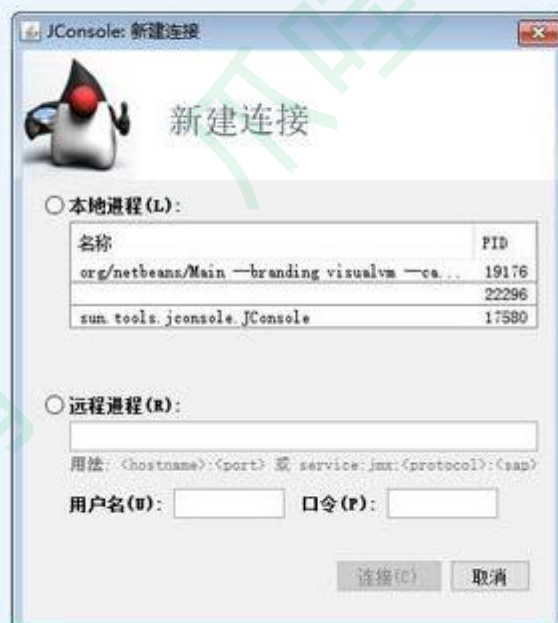 JConsole: 新建连接
新建连接
本地进程(L):
名称 PID
org/netbeans/Main —branding visualvm —ca... 19176
22296
sun.tools.jconsole.JConsole 17580
远程进程(R):
用法: <hostname>:<port> 或 service:jmx:<protocol>:<sap>
用户名(U): 口令(P):
连接(C) 取消